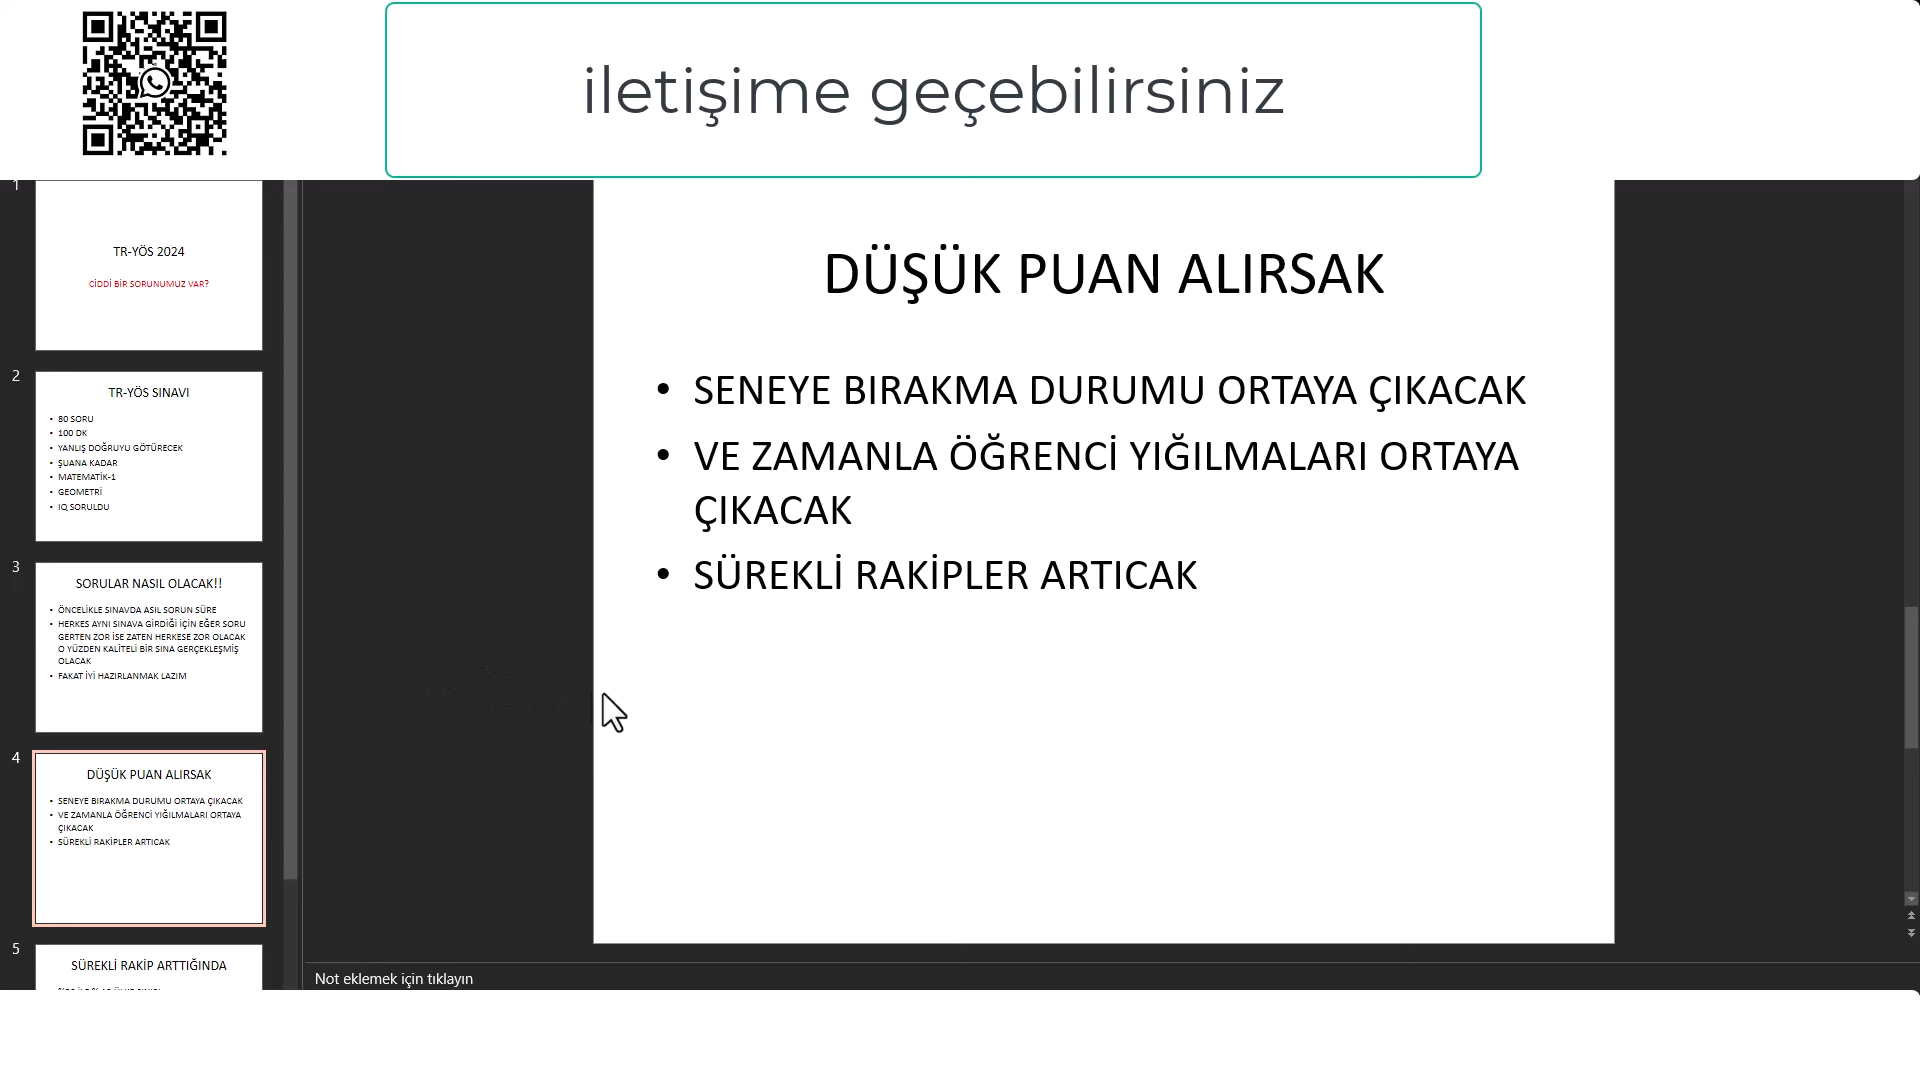 iletişime geçebilirsiniz
1
TR-YÖS 2024
CİDDİ BİR SORUNUMUZ VAR?
2
TR-YÖS SINAVI
• 80 SORU
• 100 DK
• YANLIŞ DOĞRUYU GÖTÜRECEK
• ŞUANA KADAR
• MATEMATİK-1
• GEOMETRİ
• IQ SORULDU
3
SORULAR NASIL OLACAK!!
• ÖNCELİKLE SINAVDA ASIL SORUN SÜRE
• HERKES AYNI SINAVA GİRDİĞİ İÇİN EĞER SORU
GERTEN ZOR İSE ZATEN HERKESE ZOR OLACAK
O YÜZDEN KALİTELİ BİR SINA GERÇEKLEŞMİŞ
OLACAK
• FAKAT İYİ HAZIRLANMAK LAZIM
4
DÜŞÜK PUAN ALIRSAK
• SENEYE BIRAKMA DURUMU ORTAYA ÇIKACAK
• VE ZAMANLA ÖĞRENCİ YIĞILMALARI ORTAYA
ÇIKACAK
• SÜREKLİ RAKİPLER ARTICAK
5
SÜREKLİ RAKİP ARTTIĞINDA
DÜŞÜK PUAN ALIRSAK
• SENEYE BIRAKMA DURUMU ORTAYA ÇIKACAK
• VE ZAMANLA ÖĞRENCİ YIĞILMALARI ORTAYA
ÇIKACAK
• SÜREKLİ RAKİPLER ARTICAK
Not eklemek için tıklayın